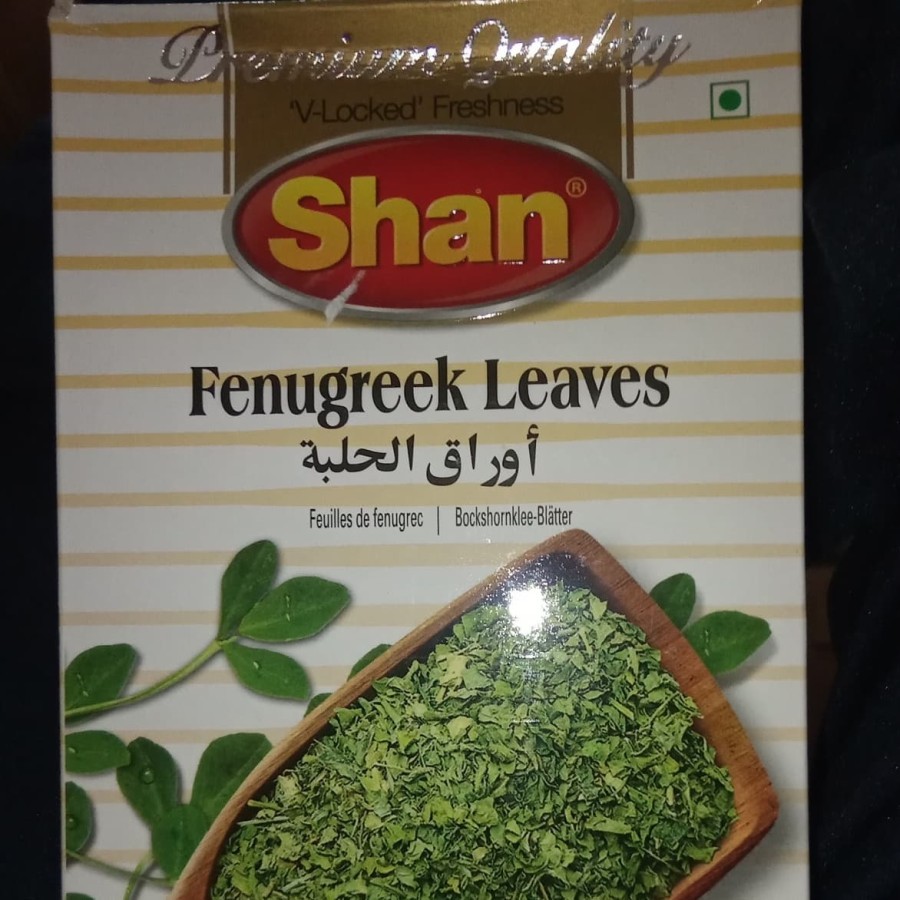 Premium Quality
'V-Locked' Freshness
Shan®
Fenugreek Leaves
أوراق الحلبة
Feuilles de fenugrec | Bockshornklee-Blätter